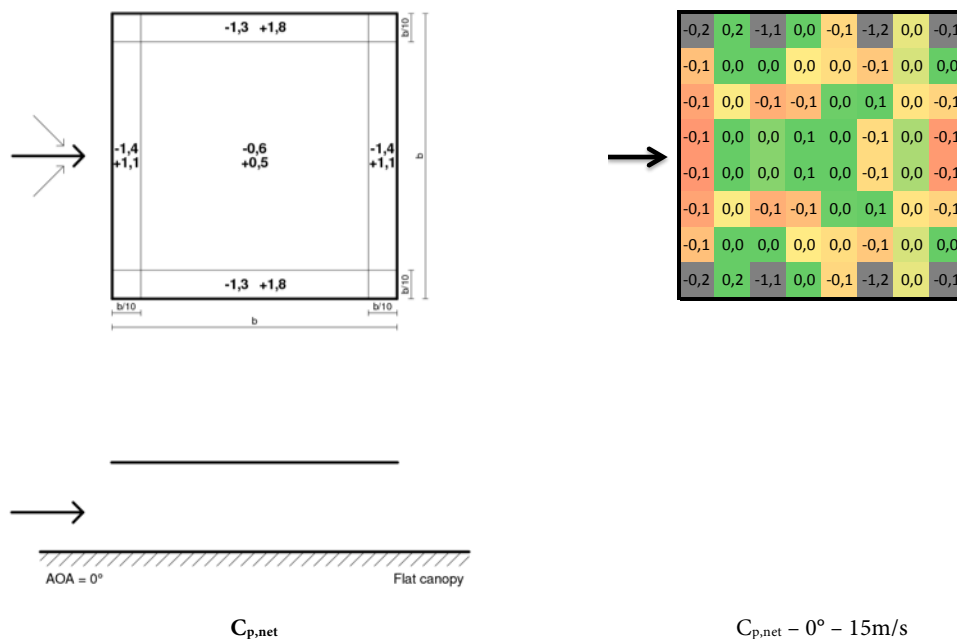 -1,3 +1,8
b/10
-1,4
+1,1
-0,6
+0,5
-1,4
+1,1
b
-1,3 +1,8
b/10
b/10
b/10
b
-0,2 0,2 -1,1 0,0 -0,1 -1,2 0,0 -0,1
-0,1 0,0 0,0 0,0 0,0 -0,1 0,0 0,0
-0,1 0,0 -0,1 -0,1 0,0 0,1 0,0 -0,1
-0,1 0,0 0,0 0,1 0,0 -0,1 0,0 -0,1
-0,1 0,0 0,0 0,1 0,0 -0,1 0,0 -0,1
-0,1 0,0 -0,1 -0,1 0,0 0,1 0,0 -0,1
-0,1 0,0 0,0 0,0 0,0 -0,1 0,0 0,0
-0,2 0,2 -1,1 0,0 -0,1 -1,2 0,0 -0,1
AOA = 0° Flat canopy
Cp,net
Cp,net – 0° – 15m/s